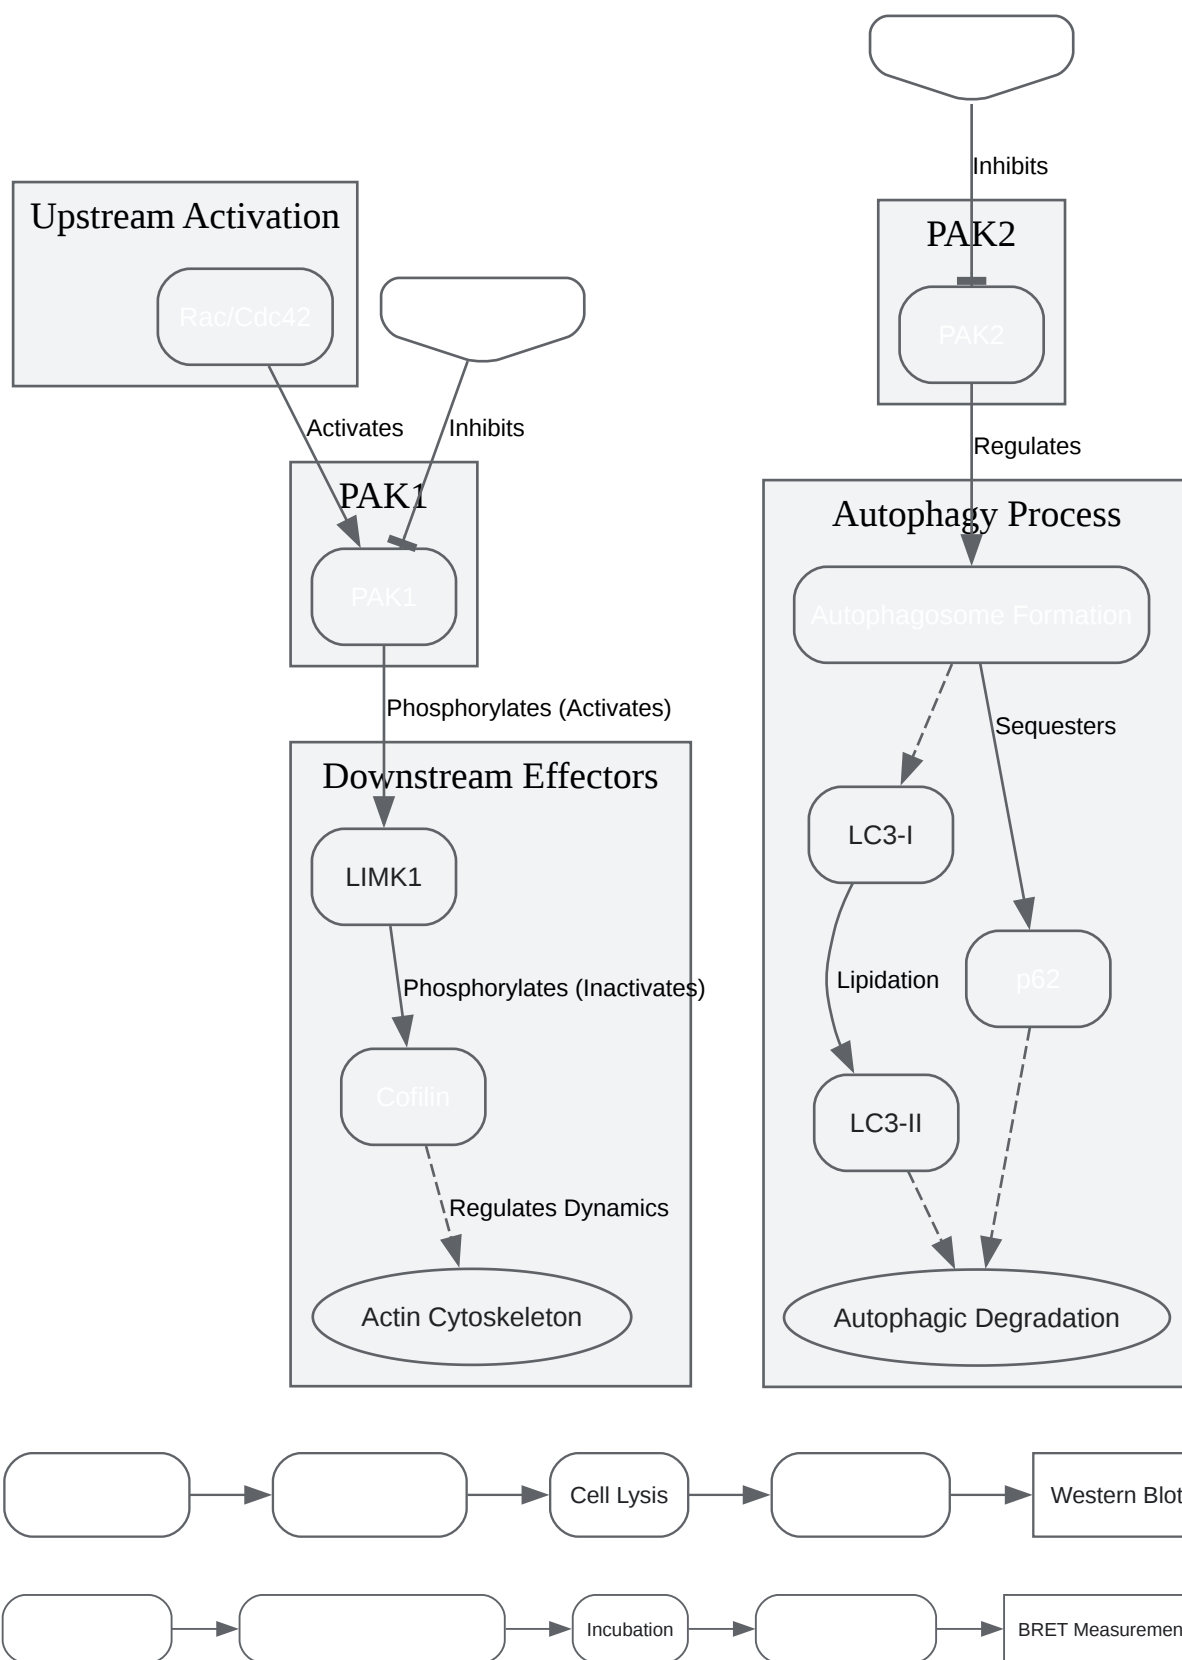 Inhibits
Upstream Activation
PAK2
Rac/Cdc42
PAK2
Activates
Inhibits
Regulates
PAK1
Autophagy Process
PAK1
Autophagosome Formation
Phosphorylates (Activates)
Sequesters
Downstream Effectors
LC3-I
LIMK1
Phosphorylates (Inactivates)
Lipidation
p62
Cofilin
LC3-II
Regulates Dynamics
Actin Cytoskeleton
Autophagic Degradation
Cell Lysis
Western Blot
Incubation
BRET Measuremen